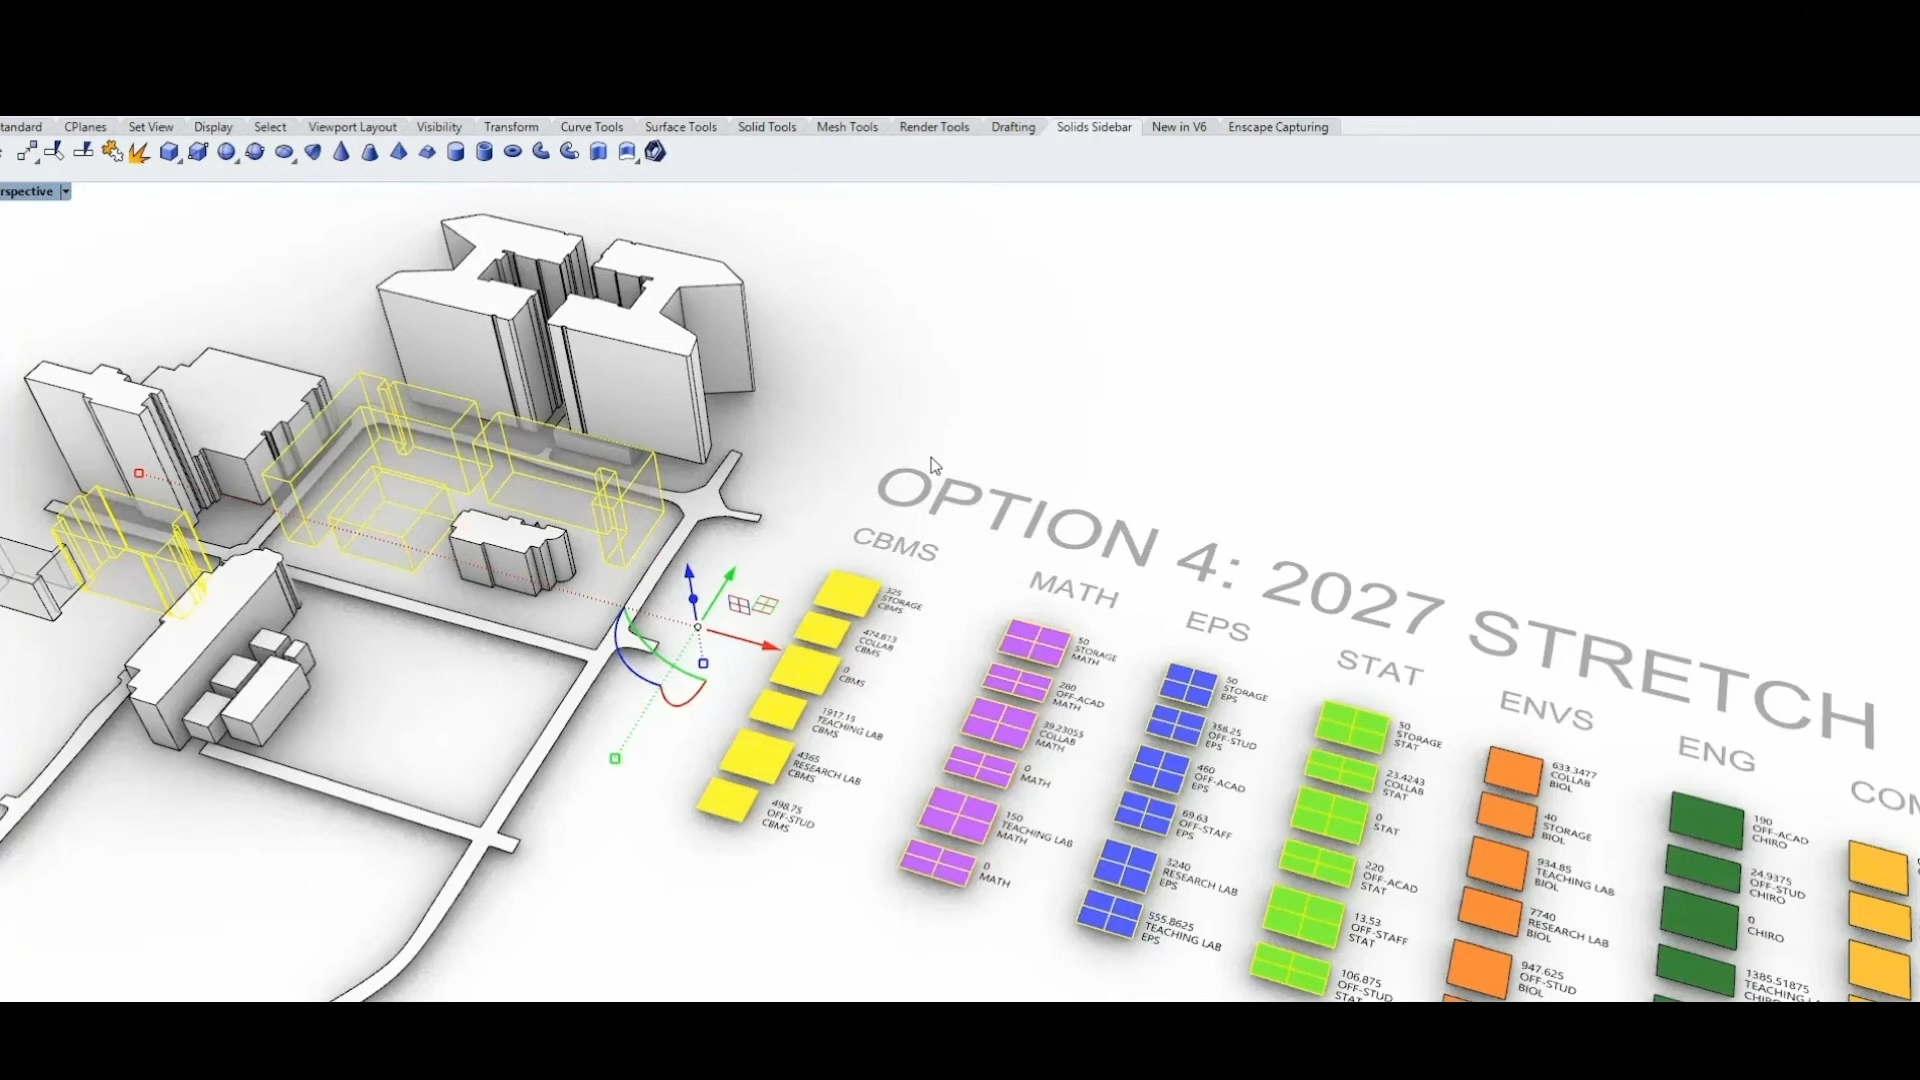 tandard CPlanes Set View Display Select Viewport Layout Visibility Transform Curve Tools Surface Tools Solid Tools Mesh Tools Render Tools Drafting Solids Sidebar New in V6 Enscape Capturing
rspective
OPTION 4: 2027 STRETCH
CBMS
325
STORAGE
CBMS
474.613
COLLAB
CBMS
0
CBMS
1917.15
TEACHING LAB
CBMS
4365
RESEARCH LAB
CBMS
498.75
OFF-STUD
CBMS
MATH
50
STORAGE
MATH
280
OFF-ACAD
MATH
39.23055
COLLAB
MATH
0
MATH
150
TEACHING LAB
MATH
0
MATH
EPS
50
STORAGE
EPS
356.25
OFF-STUD
EPS
460
OFF-ACAD
EPS
69.63
OFF-STAFF
EPS
3240
RESEARCH LAB
EPS
555.8625
TEACHING LAB
EPS
STAT
50
STORAGE
STAT
23.4243
COLLAB
STAT
0
STAT
220
OFF-ACAD
STAT
13.53
OFF-STAFF
STAT
106.875
OFF-STUD
STAT
ENVS
633.3477
COLLAB
BIOL
40
STORAGE
BIOL
934.85
TEACHING LAB
BIOL
7740
RESEARCH LAB
BIOL
947.625
OFF-STUD
BIOL
ENG
190
OFF-ACAD
CHIRO
24.9375
OFF-STUD
CHIRO
0
CHIRO
1385.51875
TEACHING
CHIRO
COM